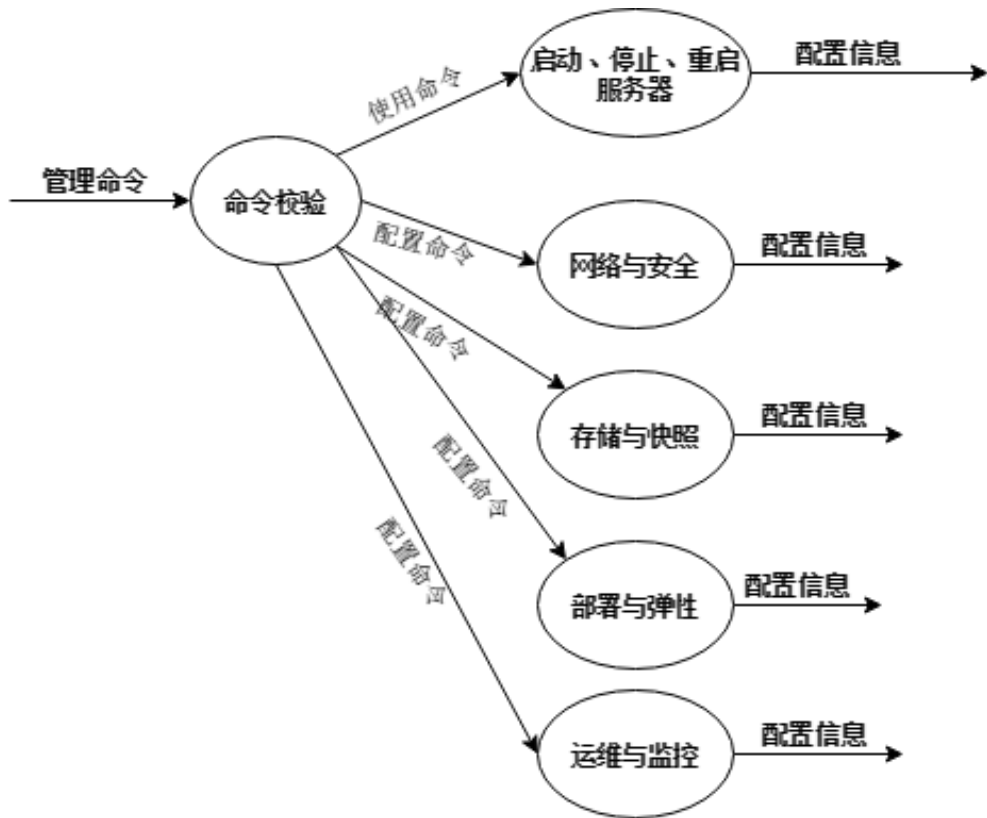 启动、停止、重启
服务器
配置信息
使用命令
管理命令
命令校验
配置命令
网络与安全
配置信息
配置命令
存储与快照
配置信息
配置命令
部署与弹性
配置信息
配置命令
运维与监控
配置信息